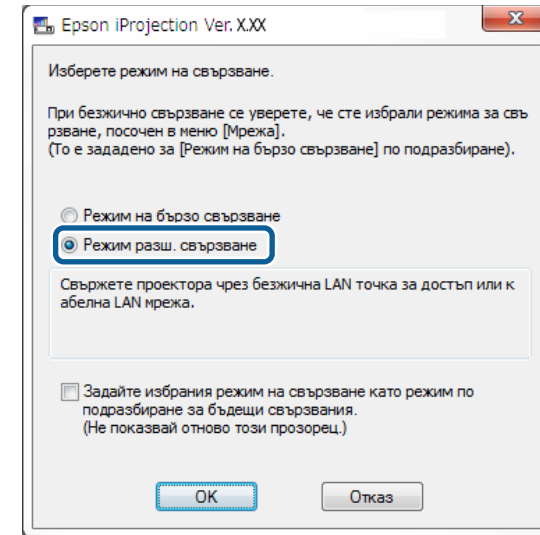 Epson iProjection Ver. X.XX
Изберете режим на свързване.
При безжично свързване се уверете, че сте избрали режима за свъ
рзване, посочен в меню [Мрежа].
(То е зададено за [Режим на бързо свързване] по подразбиране).
Режим на бързо свързване
Режим разш. свързване
Свържете проектора чрез безжична LAN точка за достъп или к
абелна LAN мрежа.
Задайте избрания режим на свързване като режим по
подразбиране за бъдещи свързвания.
(Не показвай отново този прозорец.)
OK Отказ